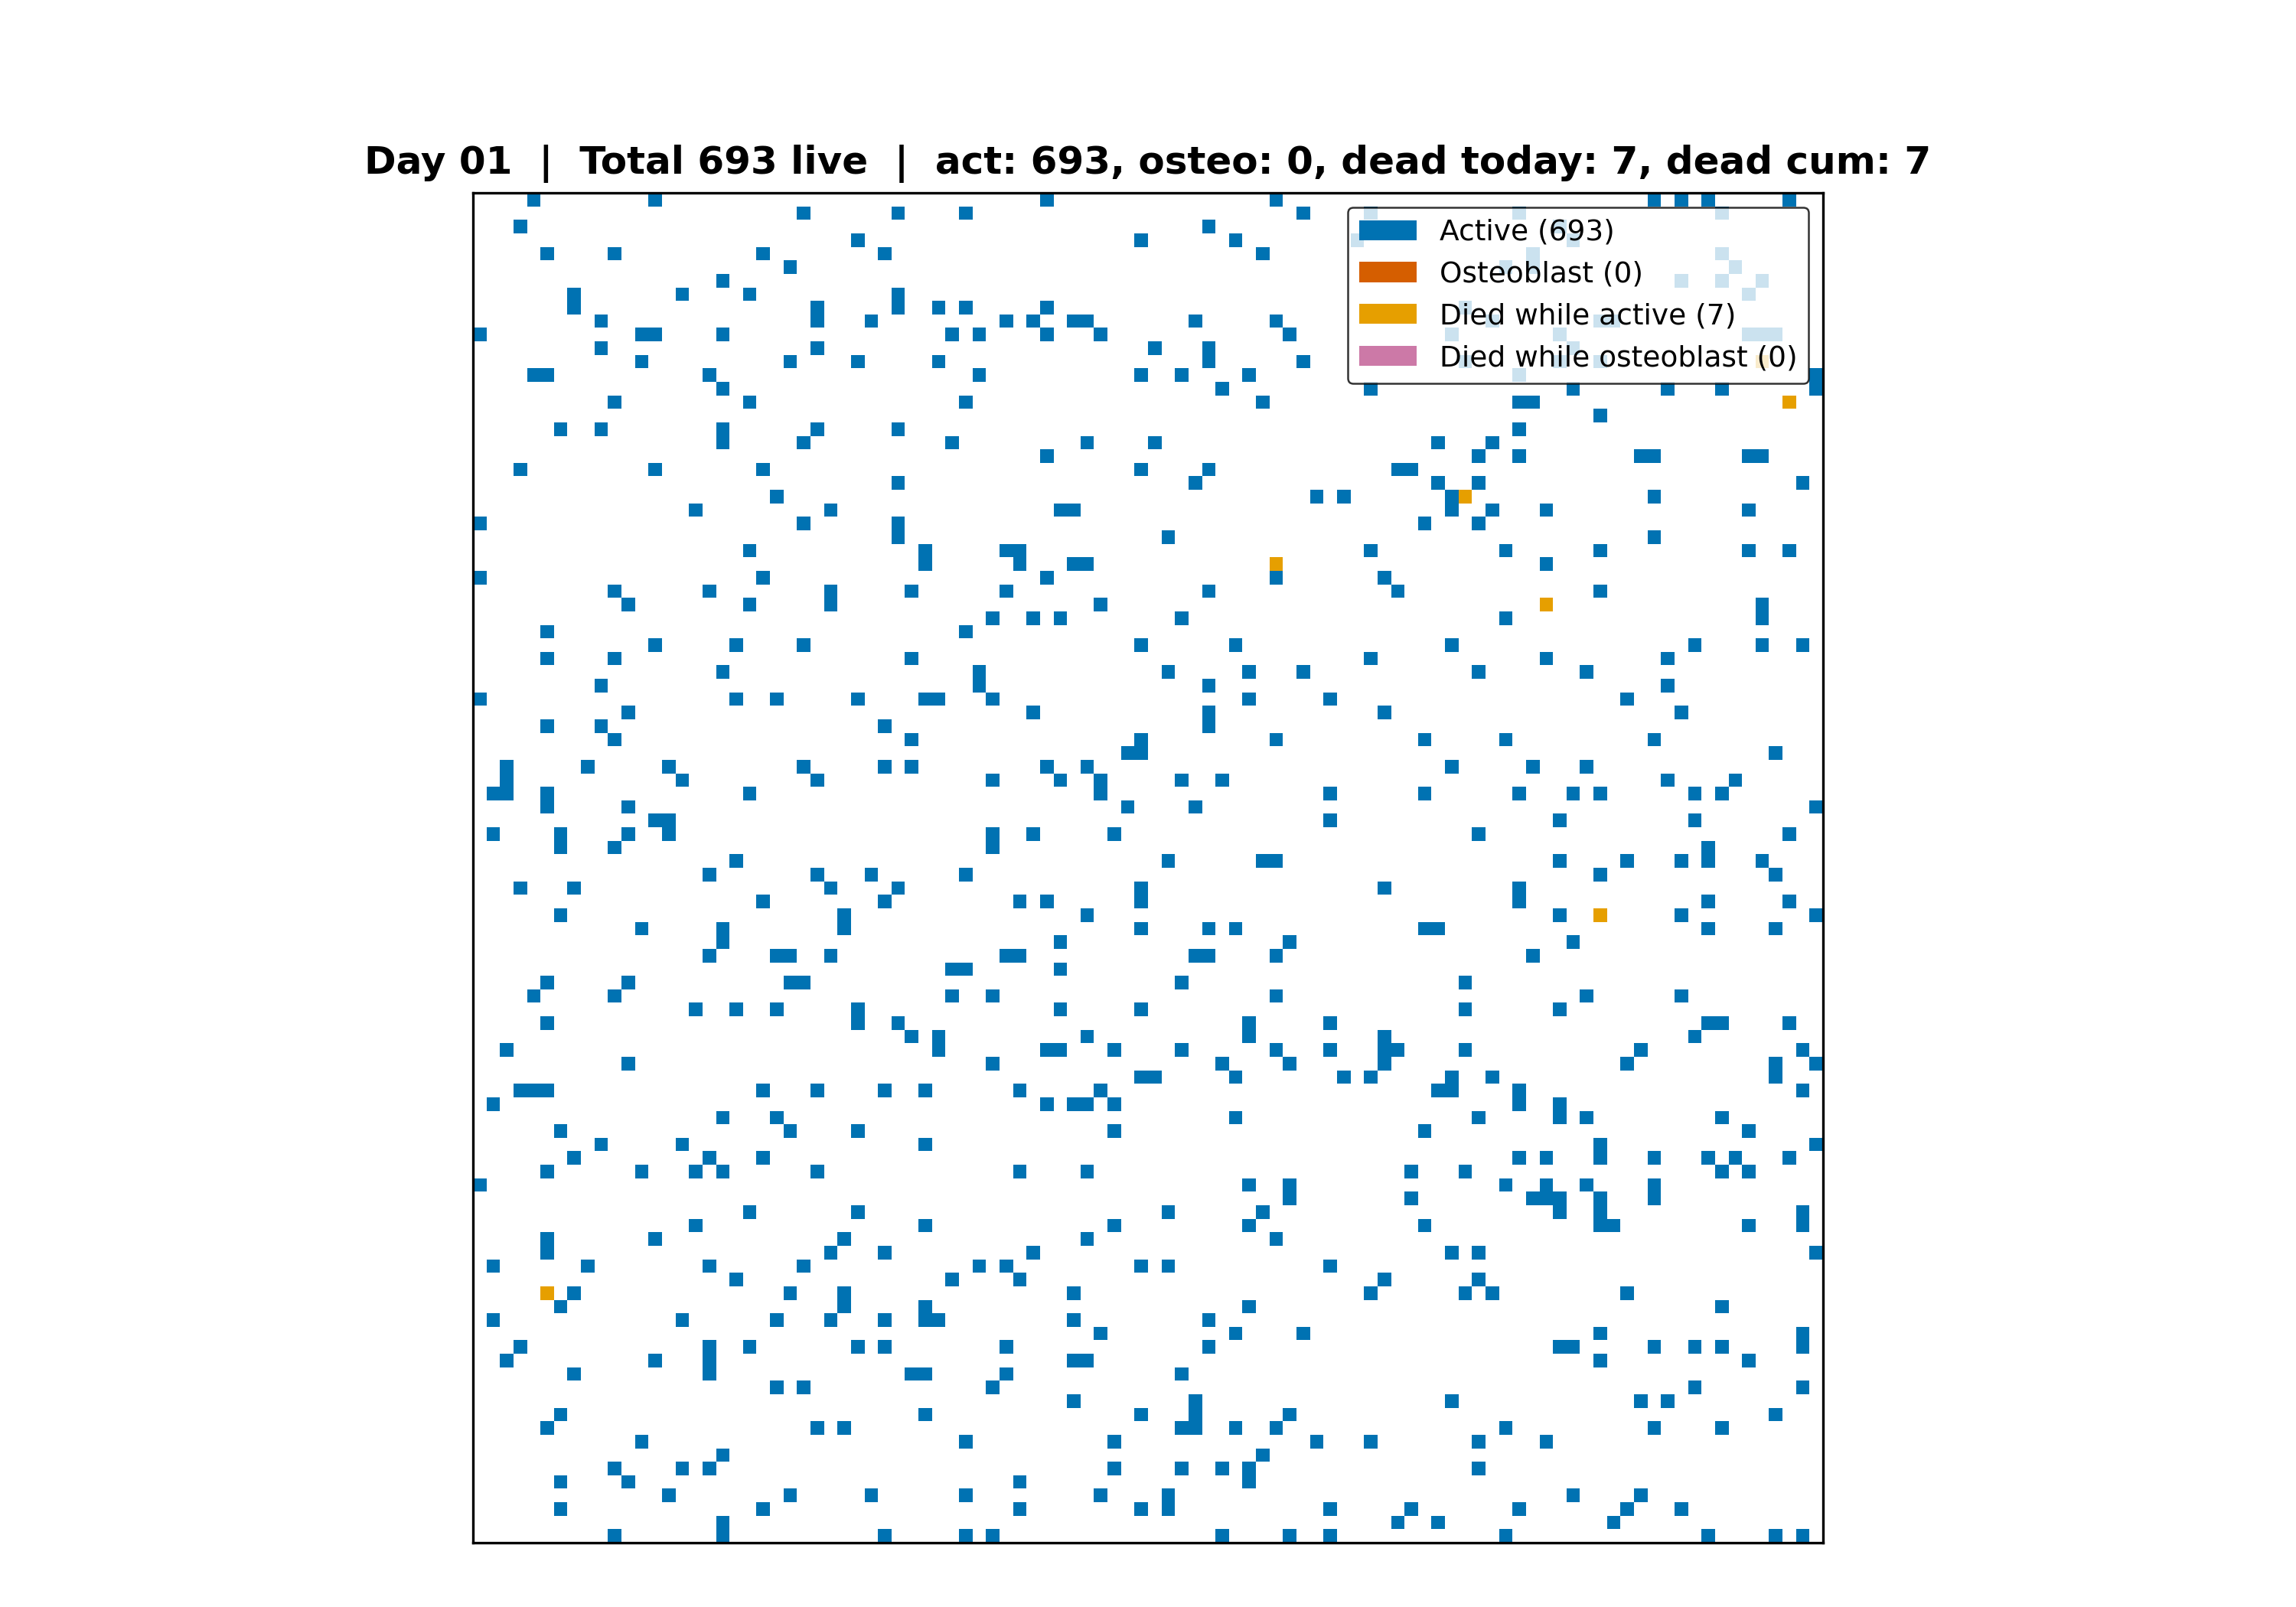 Day 01 | Total 693 live | act: 693, osteo: 0, dead today: 7, dead cum: 7
Active (693)
Osteoblast (0)
Died while active (7)
Died while osteoblast (0)